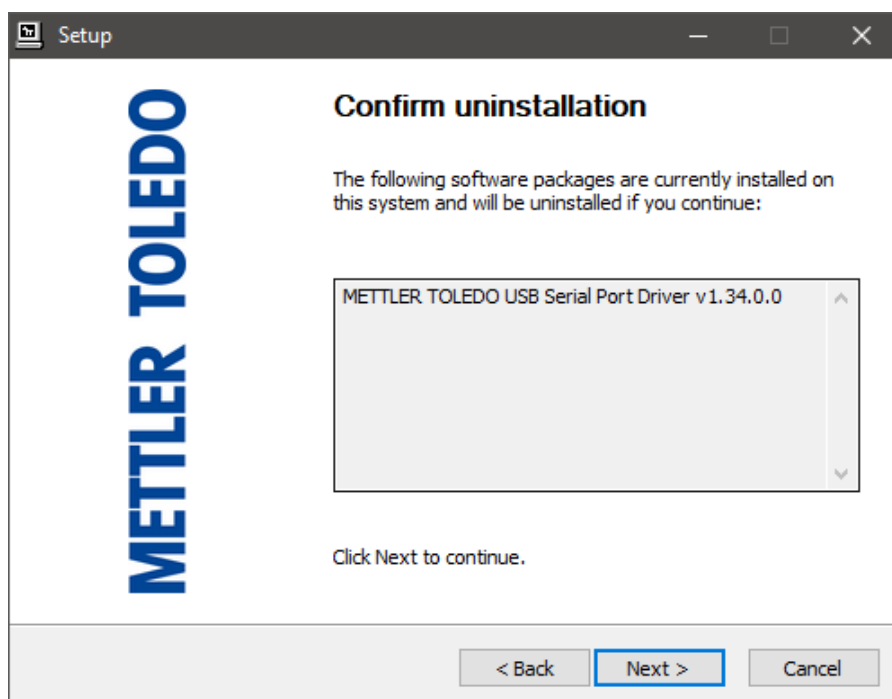 Setup
METTLER TOLEDO
Confirm uninstallation
The following software packages are currently installed on
this system and will be uninstalled if you continue:
METTLER TOLEDO USB Serial Port Driver v1.34.0.0
Click Next to continue.
< Back
Next >
Cancel